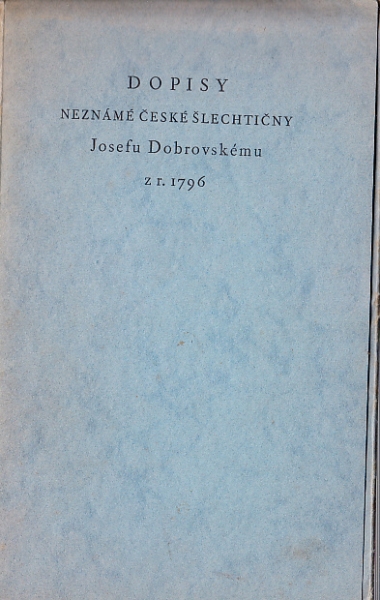 DOPISY
NEZNÁMÉ ČESKÉ ŠLECHTIČNY
Josefu Dobrovskému
z r. 1796